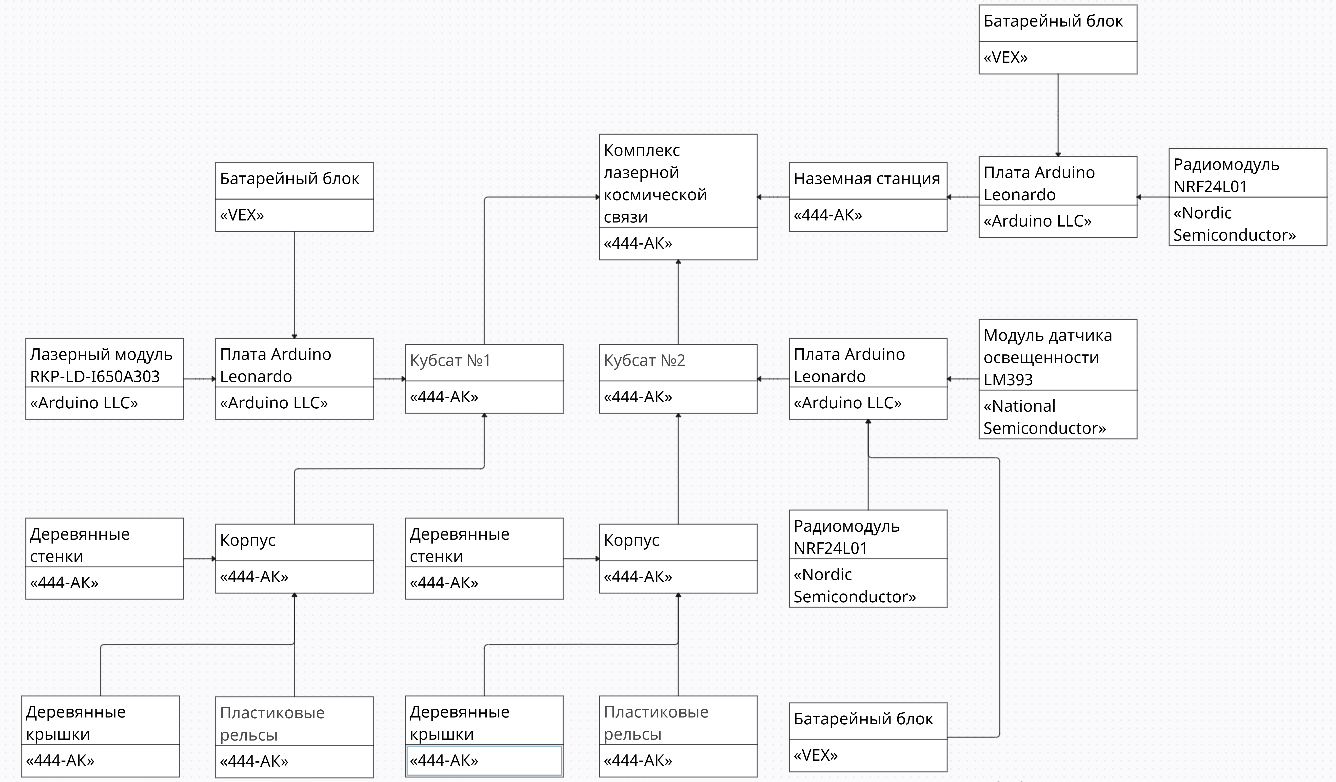 Батарейный блок
«VEX»
Комплекс
лазерной
космической
связи
«444-АК»
Батарейный блок
«VEX»
Наземная станция
«444-АК»
Плата Arduino
Leonardo
«Arduino LLC»
Радиомодуль
NRF24L01
«Nordic
Semiconductor»
Лазерный модуль
RKP-LD-I650A303
«Arduino LLC»
Плата Arduino
Leonardo
«Arduino LLC»
Кубсат №1
«444-АК»
Кубсат №2
«444-АК»
Плата Arduino
Leonardo
«Arduino LLC»
Модуль датчика
освещенности
LM393
«National
Semiconductor»
Деревянные
стенки
«444-АК»
Корпус
«444-АК»
Деревянные
стенки
«444-АК»
Корпус
«444-АК»
Радиомодуль
NRF24L01
«Nordic
Semiconductor»
Деревянные
крышки
«444-АК»
Пластиковые
рельсы
«444-АК»
Деревянные
крышки
«444-АК»
Пластиковые
рельсы
«444-АК»
Батарейный блок
«VEX»